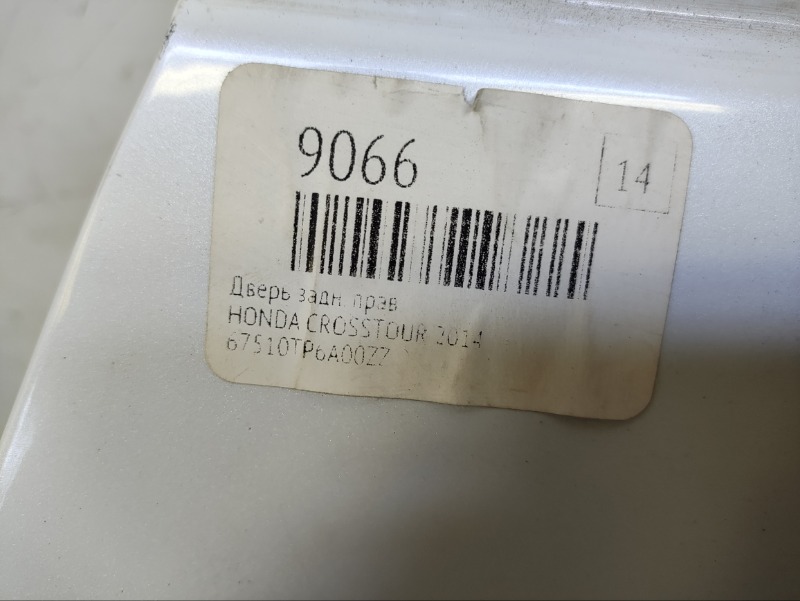 9066
14
Дверь задн. прав
HONDA CROSSTOUR 2014
67510TP6A00ZZ